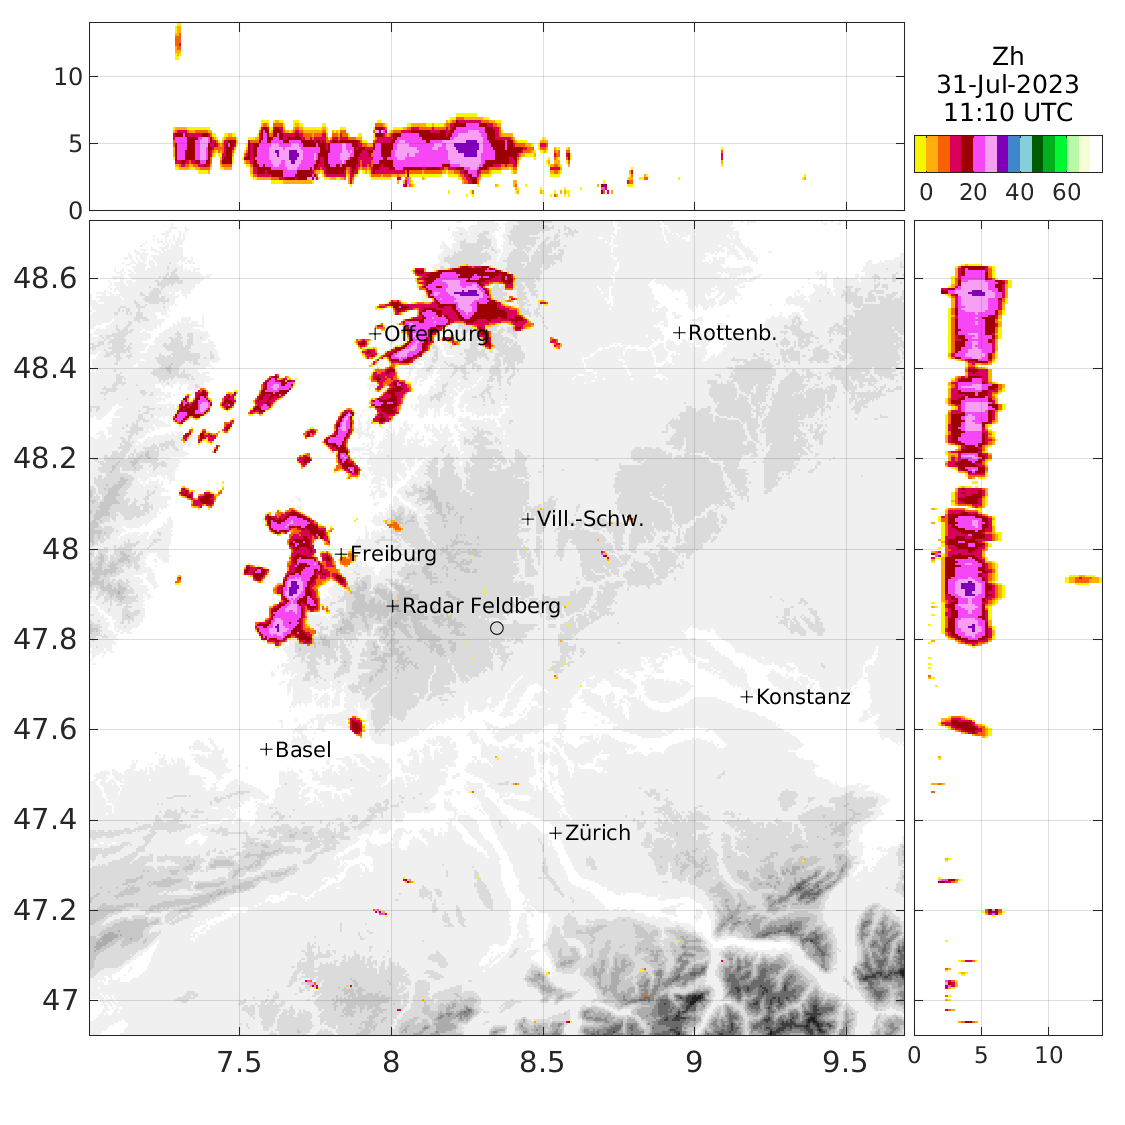 10
5
0
Zh
31-Jul-2023
11:10 UTC
0 20 40 60
48.6
48.4
48.2
48
47.8
47.6
47.4
47.2
47
Offenburg
Rottenb.
Vill.-Schw.
Freiburg
Radar Feldberg
Konstanz
Basel
Zürich
7.5 8 8.5 9 9.5
0 5 10